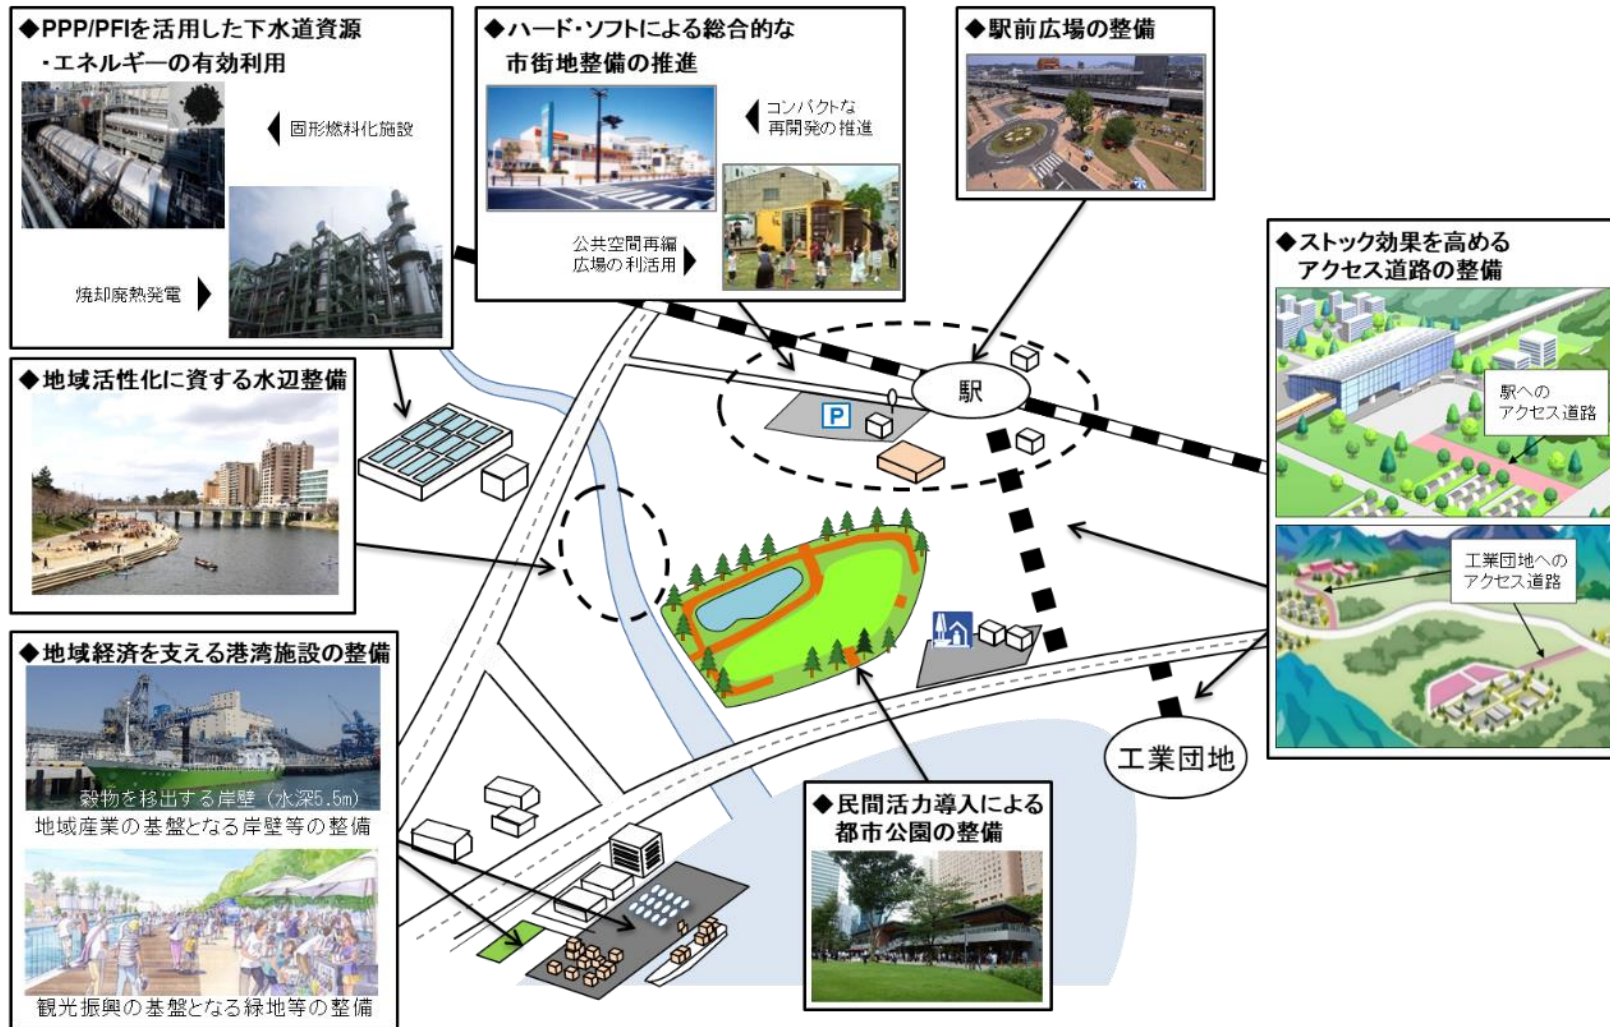 ◆PPP/PFIを活用した下水道資源
・エネルギーの有効利用
固形燃料化施設
焼却廃熱発電
◆ハード・ソフトによる総合的な
市街地整備の推進
コンパクトな
再開発の推進
公共空間再編
広場の利活用
◆駅前広場の整備
◆ストック効果を高める
アクセス道路の整備
駅への
アクセス道路
工業団地への
アクセス道路
◆地域活性化に資する水辺整備
駅
P
◆地域経済を支える港湾施設の整備
穀物を移出する岸壁（水深5.5m）
地域産業の基盤となる岸壁等の整備
観光振興の基盤となる緑地等の整備
工業団地
◆民間活力導入による
都市公園の整備